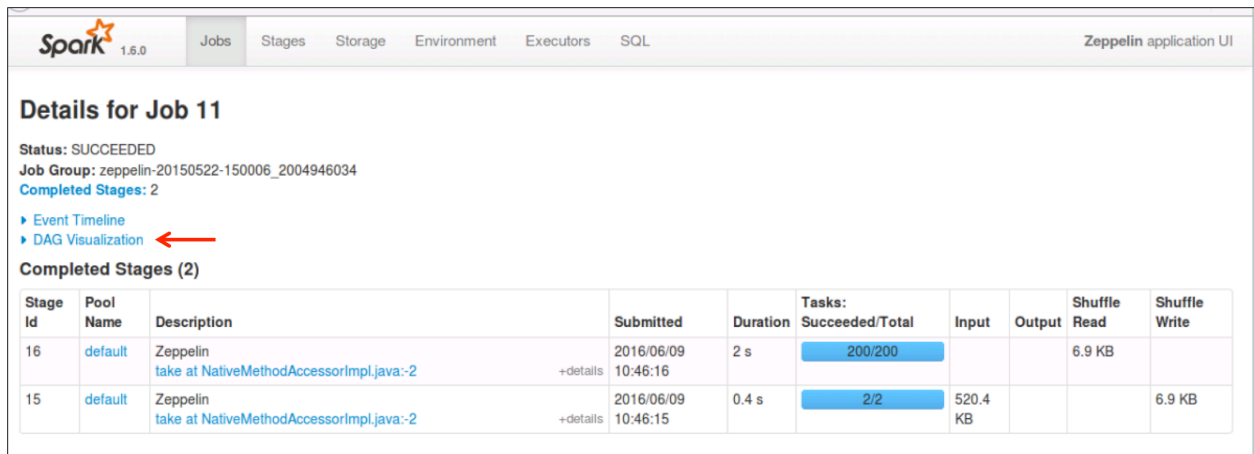 Spark 1.6.0 Jobs Stages Storage Environment Executors SQL Zeppelin application UI
Details for Job 11
Status: SUCCEEDED
Job Group: zeppelin-20150522-150006_2004946034
Completed Stages: 2
Event Timeline
DAG Visualization
Completed Stages (2)
Stage Id Pool Name Description Submitted Duration Tasks: Succeeded/Total Input Output Shuffle Read Shuffle Write
16 default Zeppelin 2016/06/09 2 s 200/200 6.9 KB
take at NativeMethodAccessorImpl.java:-2 +details 10:46:16
15 default Zeppelin 2016/06/09 0.4 s 2/2 520.4 6.9 KB
take at NativeMethodAccessorImpl.java:-2 +details 10:46:15 KB